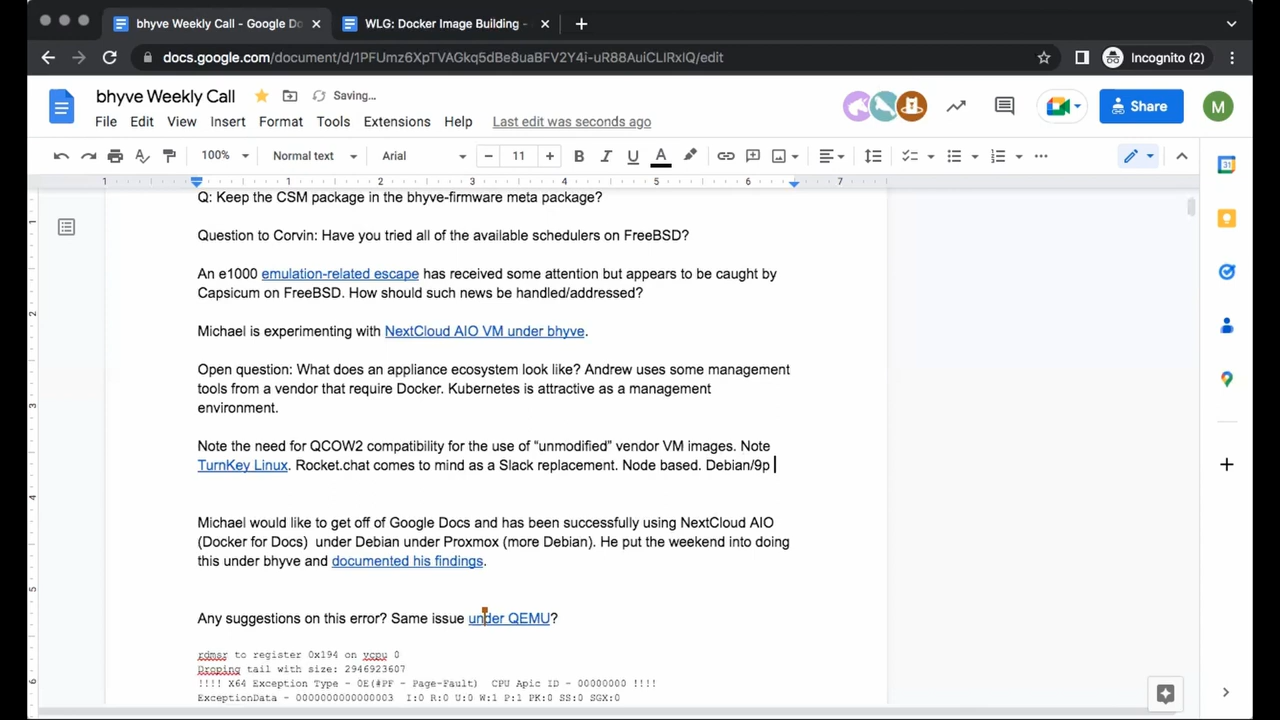 bhyve Weekly Call - Google Do
WLG: Docker Image Building -
docs.google.com/document/d/1PFUmz6XpTVAGkq5dBe8uaBFV2Y4i-uR88AuiCLIRxIQ/edit
Incognito (2)
bhyve Weekly Call
Saving...
File Edit View Insert Format Tools Extensions Help Last edit was seconds ago
Share
M
100% Normal text Arial 11
1 1 2 3 4 5 6 7
Q: Keep the CSM package in the bhyve-firmware meta package?
Question to Corvin: Have you tried all of the available schedulers on FreeBSD?
An e1000 emulation-related escape has received some attention but appears to be caught by
Capsicum on FreeBSD. How should such news be handled/addressed?
Michael is experimenting with NextCloud AIO VM under bhyve.
Open question: What does an appliance ecosystem look like? Andrew uses some management
tools from a vendor that require Docker. Kubernetes is attractive as a management
environment.
Note the need for QCOW2 compatibility for the use of “unmodified” vendor VM images. Note
TurnKey Linux. Rocket.chat comes to mind as a Slack replacement. Node based. Debian/9p
Michael would like to get off of Google Docs and has been successfully using NextCloud AIO
(Docker for Docs) under Debian under Proxmox (more Debian). He put the weekend into doing
this under bhyve and documented his findings.
Any suggestions on this error? Same issue under QEMU?
rdmsr to register 0x194 on vcpu 0
Droping tail with size: 2946923607
!!!! X64 Exception Type - 0E(#PF - Page-Fault) CPU Apic ID - 00000000 !!!!
ExceptionData - 0000000000000003 I:0 R:0 U:0 W:1 P:1 PK:0 SS:0 SGX:0